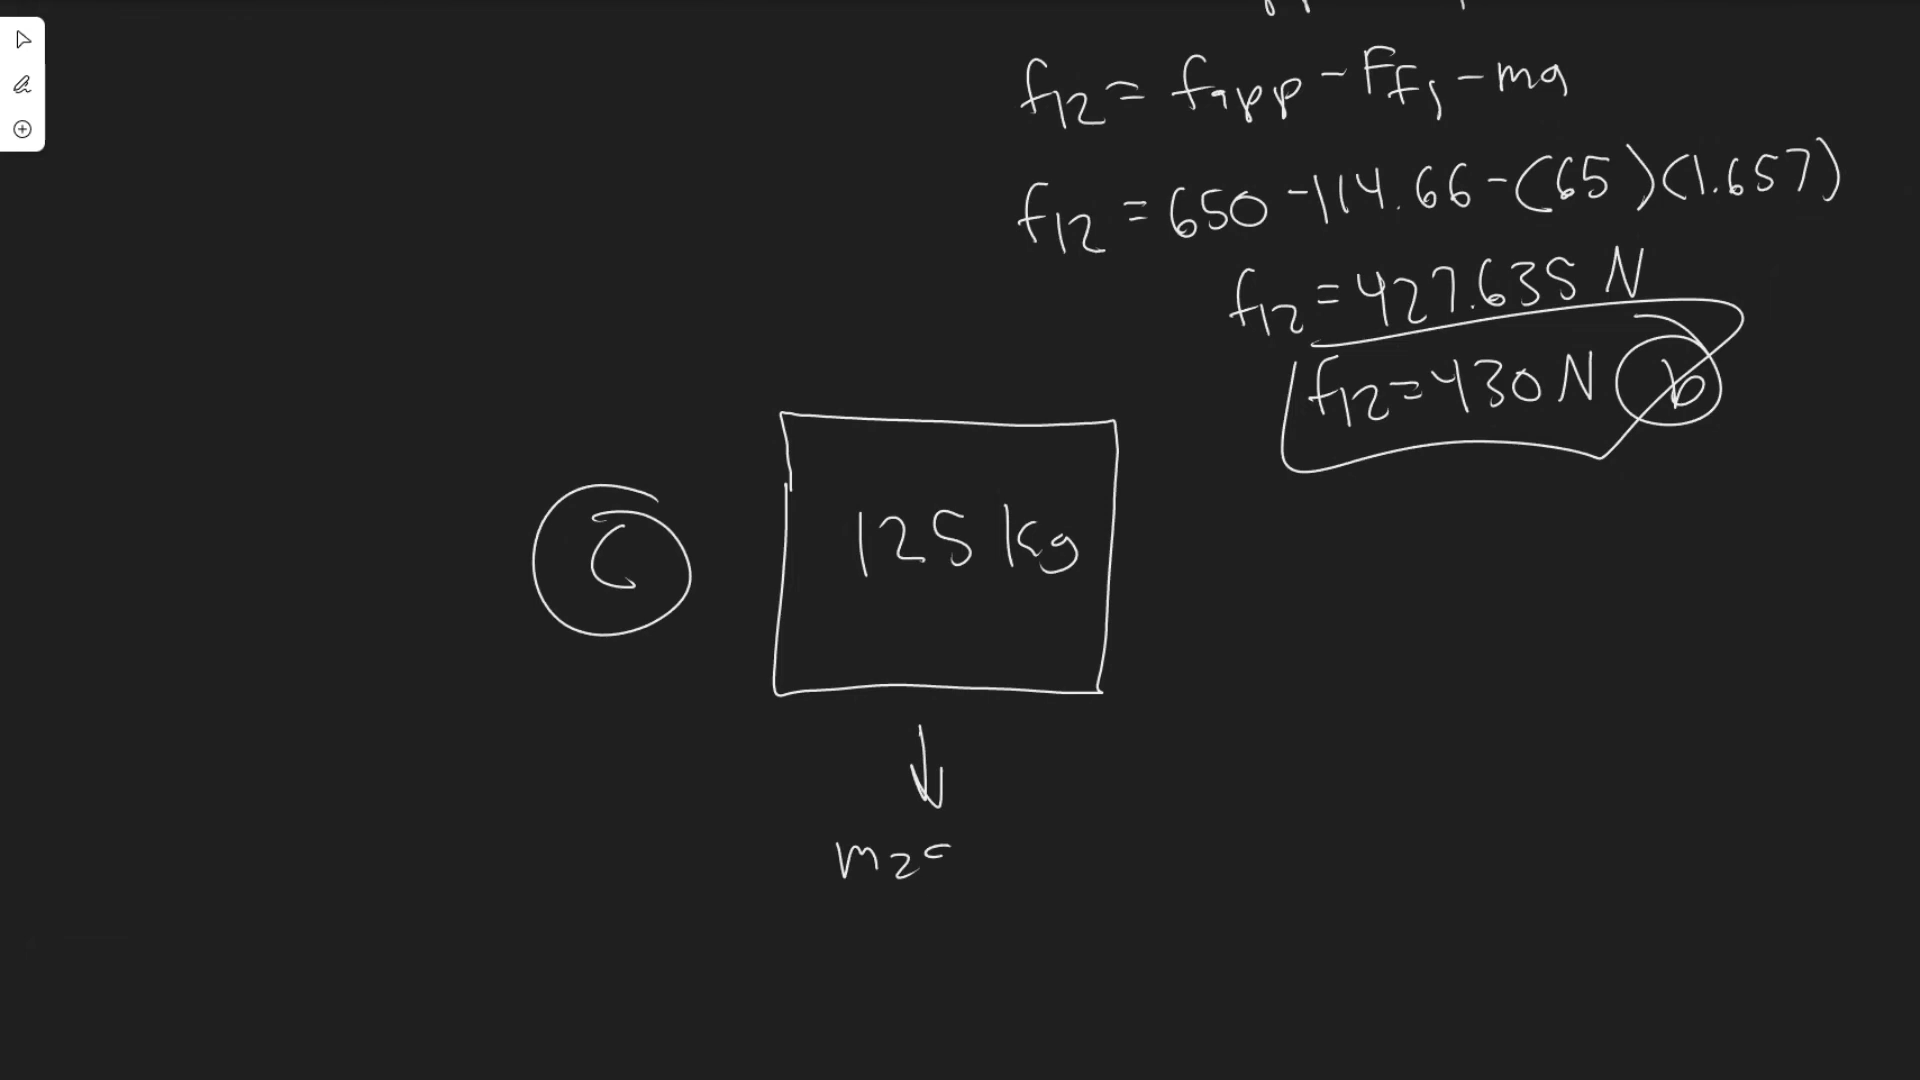 f12 = fapp - Ff1 - ma
f12 = 650 - 114.66 - (65)(1.657)
f12 = 427.635 N
f12 = 430 N b
C
125 kg
m2